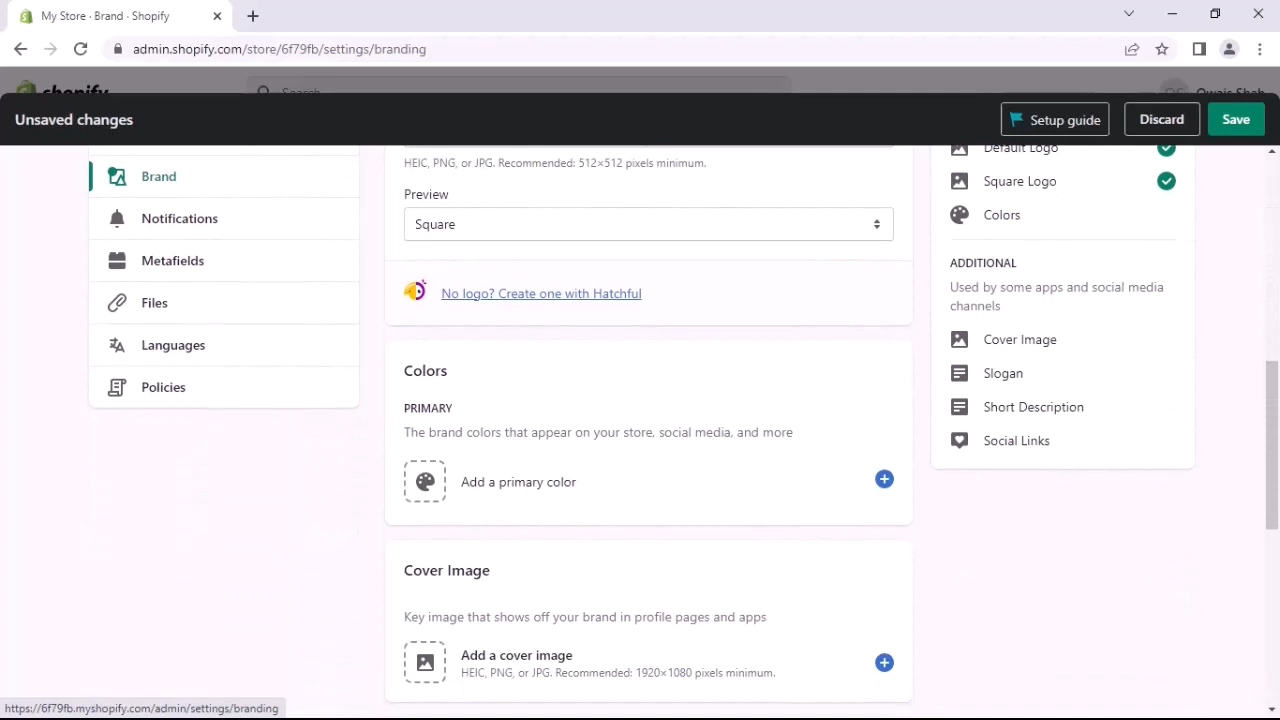 My Store · Brand · Shopify
admin.shopify.com/store/6f79fb/settings/branding
shopify
Search
Owais Shah
Unsaved changes
Setup guide
Discard
Save
Brand
Notifications
Metafields
Files
Languages
Policies
HEIC, PNG, or JPG. Recommended: 512×512 pixels minimum.
Preview
Square
No logo? Create one with Hatchful
Colors
PRIMARY
The brand colors that appear on your store, social media, and more
Add a primary color
Cover Image
Key image that shows off your brand in profile pages and apps
Add a cover image
HEIC, PNG, or JPG. Recommended: 1920×1080 pixels minimum.
Default Logo
Square Logo
Colors
ADDITIONAL
Used by some apps and social media
channels
Cover Image
Slogan
Short Description
Social Links
https://6f79fb.myshopify.com/admin/settings/branding